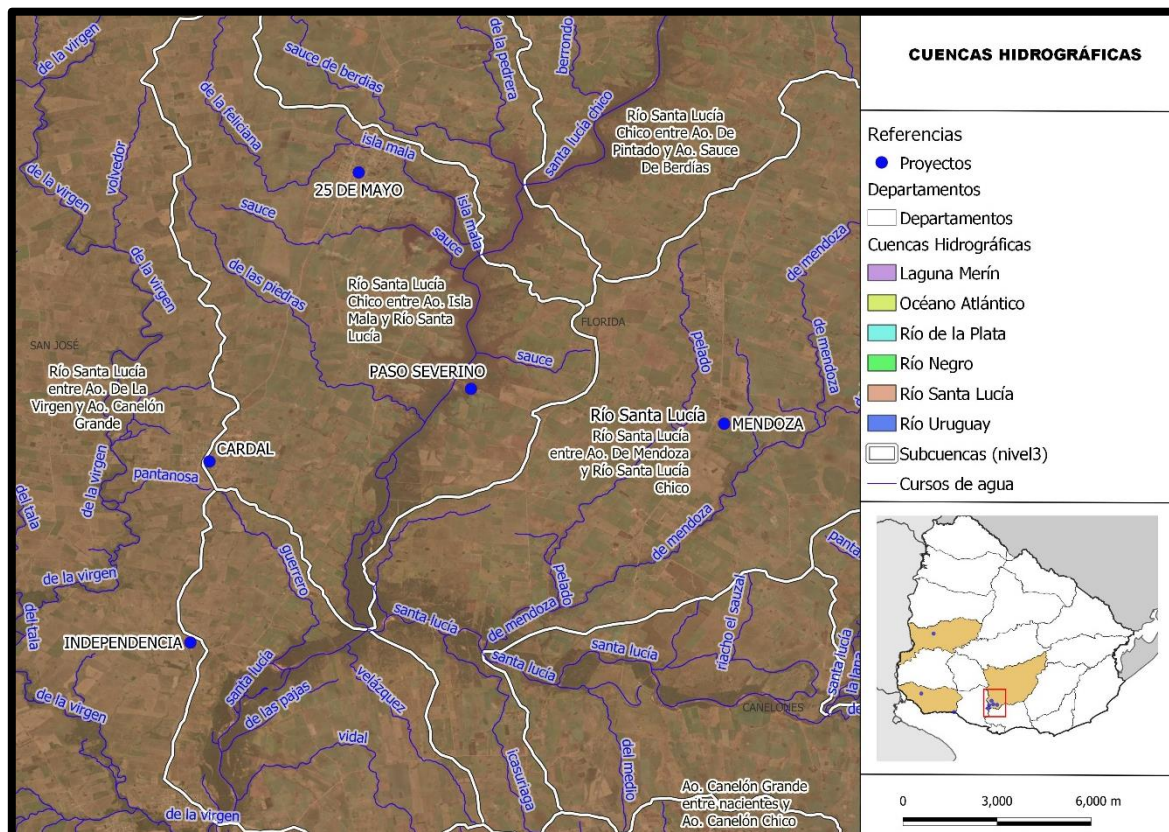 de la virgen
sauce de berdias
de la pedrera
berrondo
de la feliciana
santa lucía chico
Río Santa Lucía
Chico entre Ao. De
Pintado y Ao. Sauce
De Berdías
volvedor
isla mala
de la virgen
25 DE MAYO
sauce
isla mala
sauce
de la virgen
de las piedras
de mendoza
Río Santa Lucía
Chico entre Ao. Isla
Mala y Río Santa
Lucía
FLORIDA
SAN JOSÉ
pelado
de mendoza
sauce
Río Santa Lucía
entre Ao. De La
Virgen y Ao. Canelón
Grande
PASO SEVERINO
Río Santa Lucía
MENDOZA
Río Santa Lucía
entre Ao. De Mendoza
y Río Santa Lucía
Chico
CARDAL
pantanosa
de la virgen
del tala
guerrero
de mendoza
de la virgen
pelado
del tala
santa lucía
de mendoza
riacho el sauzal
INDEPENDENCIA
santa lucía
santa lucía
santa lucía
santa lucía
velázquez
de las pajas
de la virgen
CANELONES
vidal
icasuriaga
del medio
Ao. Canelón Grande
entre nacientes y
Ao. Canelón Chico
de la virgen
CUENCAS HIDROGRÁFICAS
Referencias
Proyectos
Departamentos
Departamentos
Cuencas Hidrográficas
Laguna Merín
Océano Atlántico
Río de la Plata
Río Negro
Río Santa Lucía
Río Uruguay
Subcuencas (nivel3)
Cursos de agua
0 3,000 6,000 m